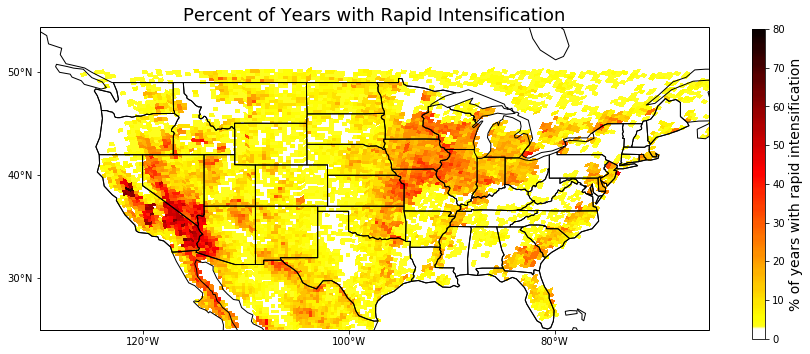 Percent of Years with Rapid Intensification
50°N
40°N
30°N
120°W
100°W
80°W
80
70
60
50
40
30
20
10
0
% of years with rapid intensification